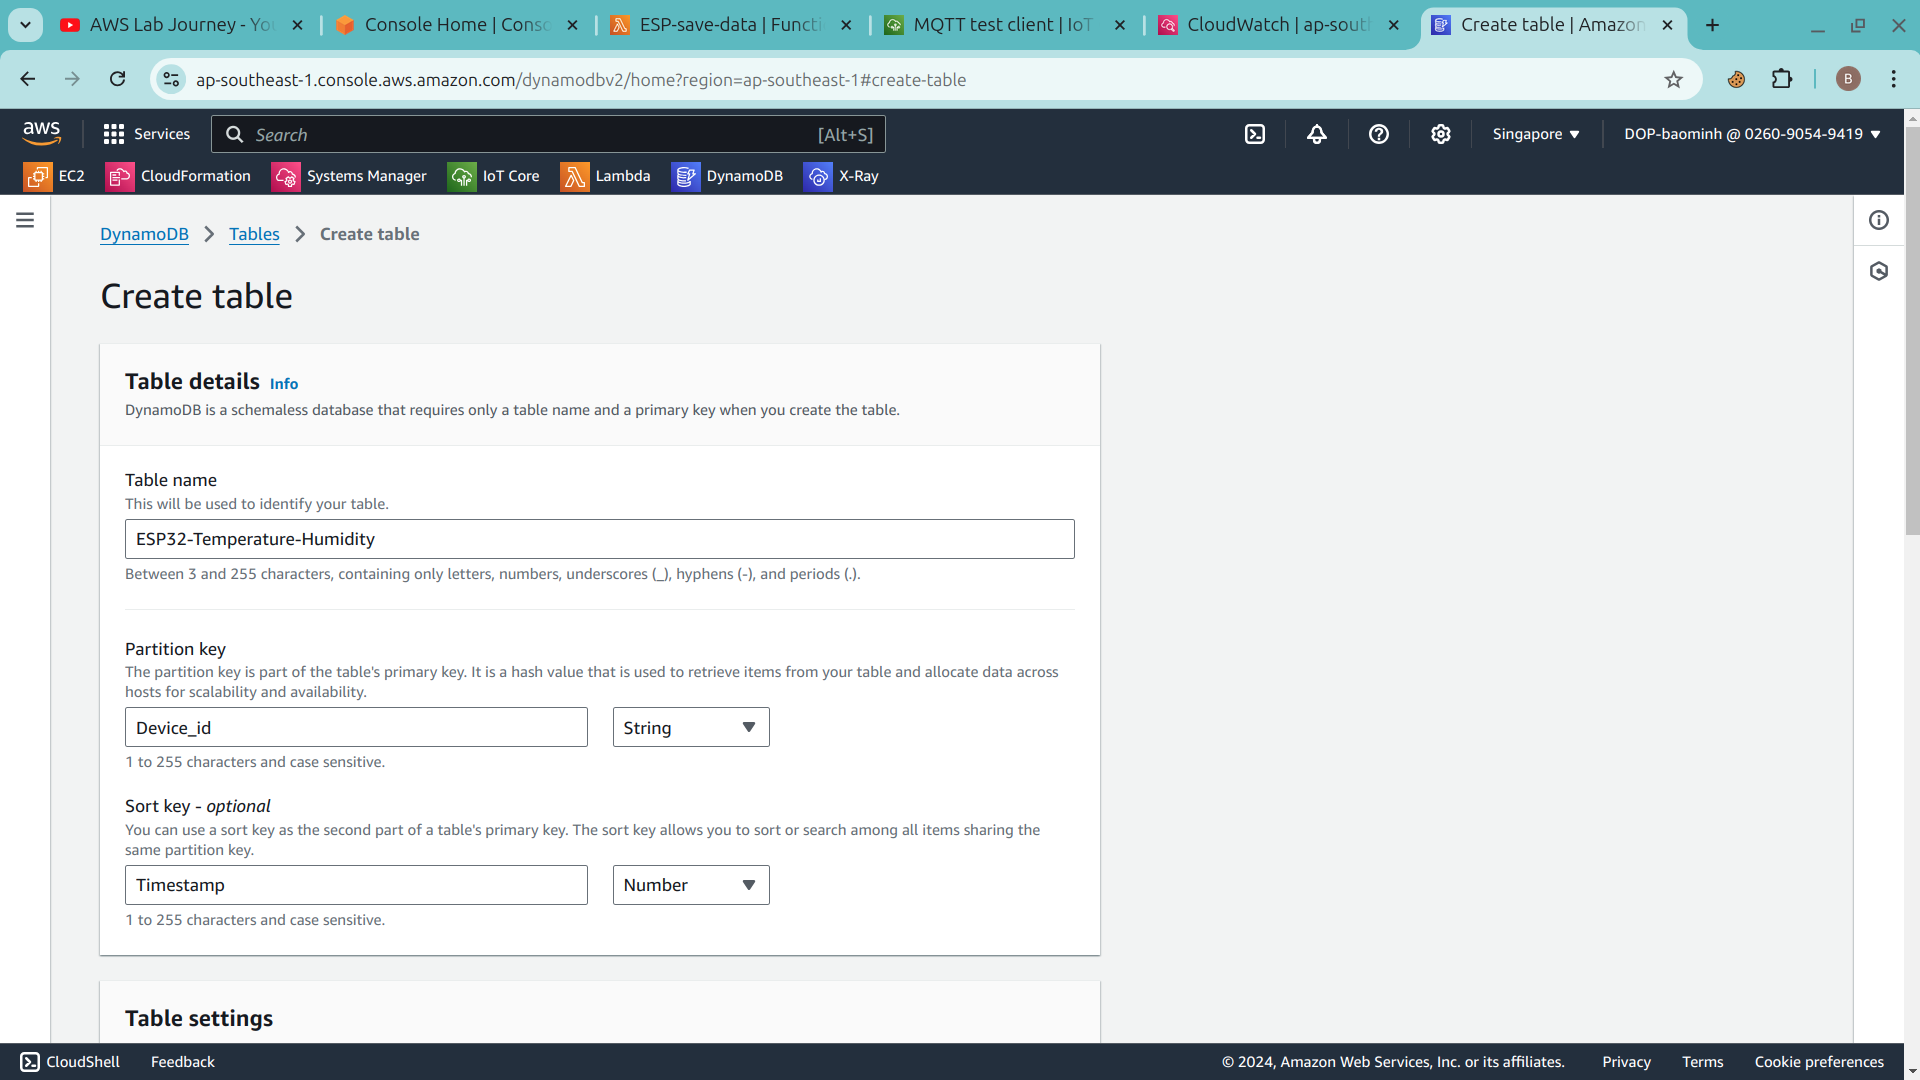 AWS Lab Journey - Yo
Console Home | Conso
ESP-save-data | Functi
MQTT test client | IoT
CloudWatch | ap-south
Create table | Amazon
ap-southeast-1.console.aws.amazon.com/dynamodbv2/home?region=ap-southeast-1#create-table
B
aws
Services
Search
[Alt+S]
Singapore
DOP-baominh @ 0260-9054-9419
EC2
CloudFormation
Systems Manager
IoT Core
Lambda
DynamoDB
X-Ray
DynamoDB
Tables
Create table
Create table
Table details Info
DynamoDB is a schemaless database that requires only a table name and a primary key when you create the table.
Table name
This will be used to identify your table.
ESP32-Temperature-Humidity
Between 3 and 255 characters, containing only letters, numbers, underscores (_), hyphens (-), and periods (.).
Partition key
The partition key is part of the table's primary key. It is a hash value that is used to retrieve items from your table and allocate data across
hosts for scalability and availability.
Device_id
String
1 to 255 characters and case sensitive.
Sort key - optional
You can use a sort key as the second part of a table's primary key. The sort key allows you to sort or search among all items sharing the
same partition key.
Timestamp
Number
1 to 255 characters and case sensitive.
Table settings
CloudShell
Feedback
© 2024, Amazon Web Services, Inc. or its affiliates.
Privacy
Terms
Cookie preferences